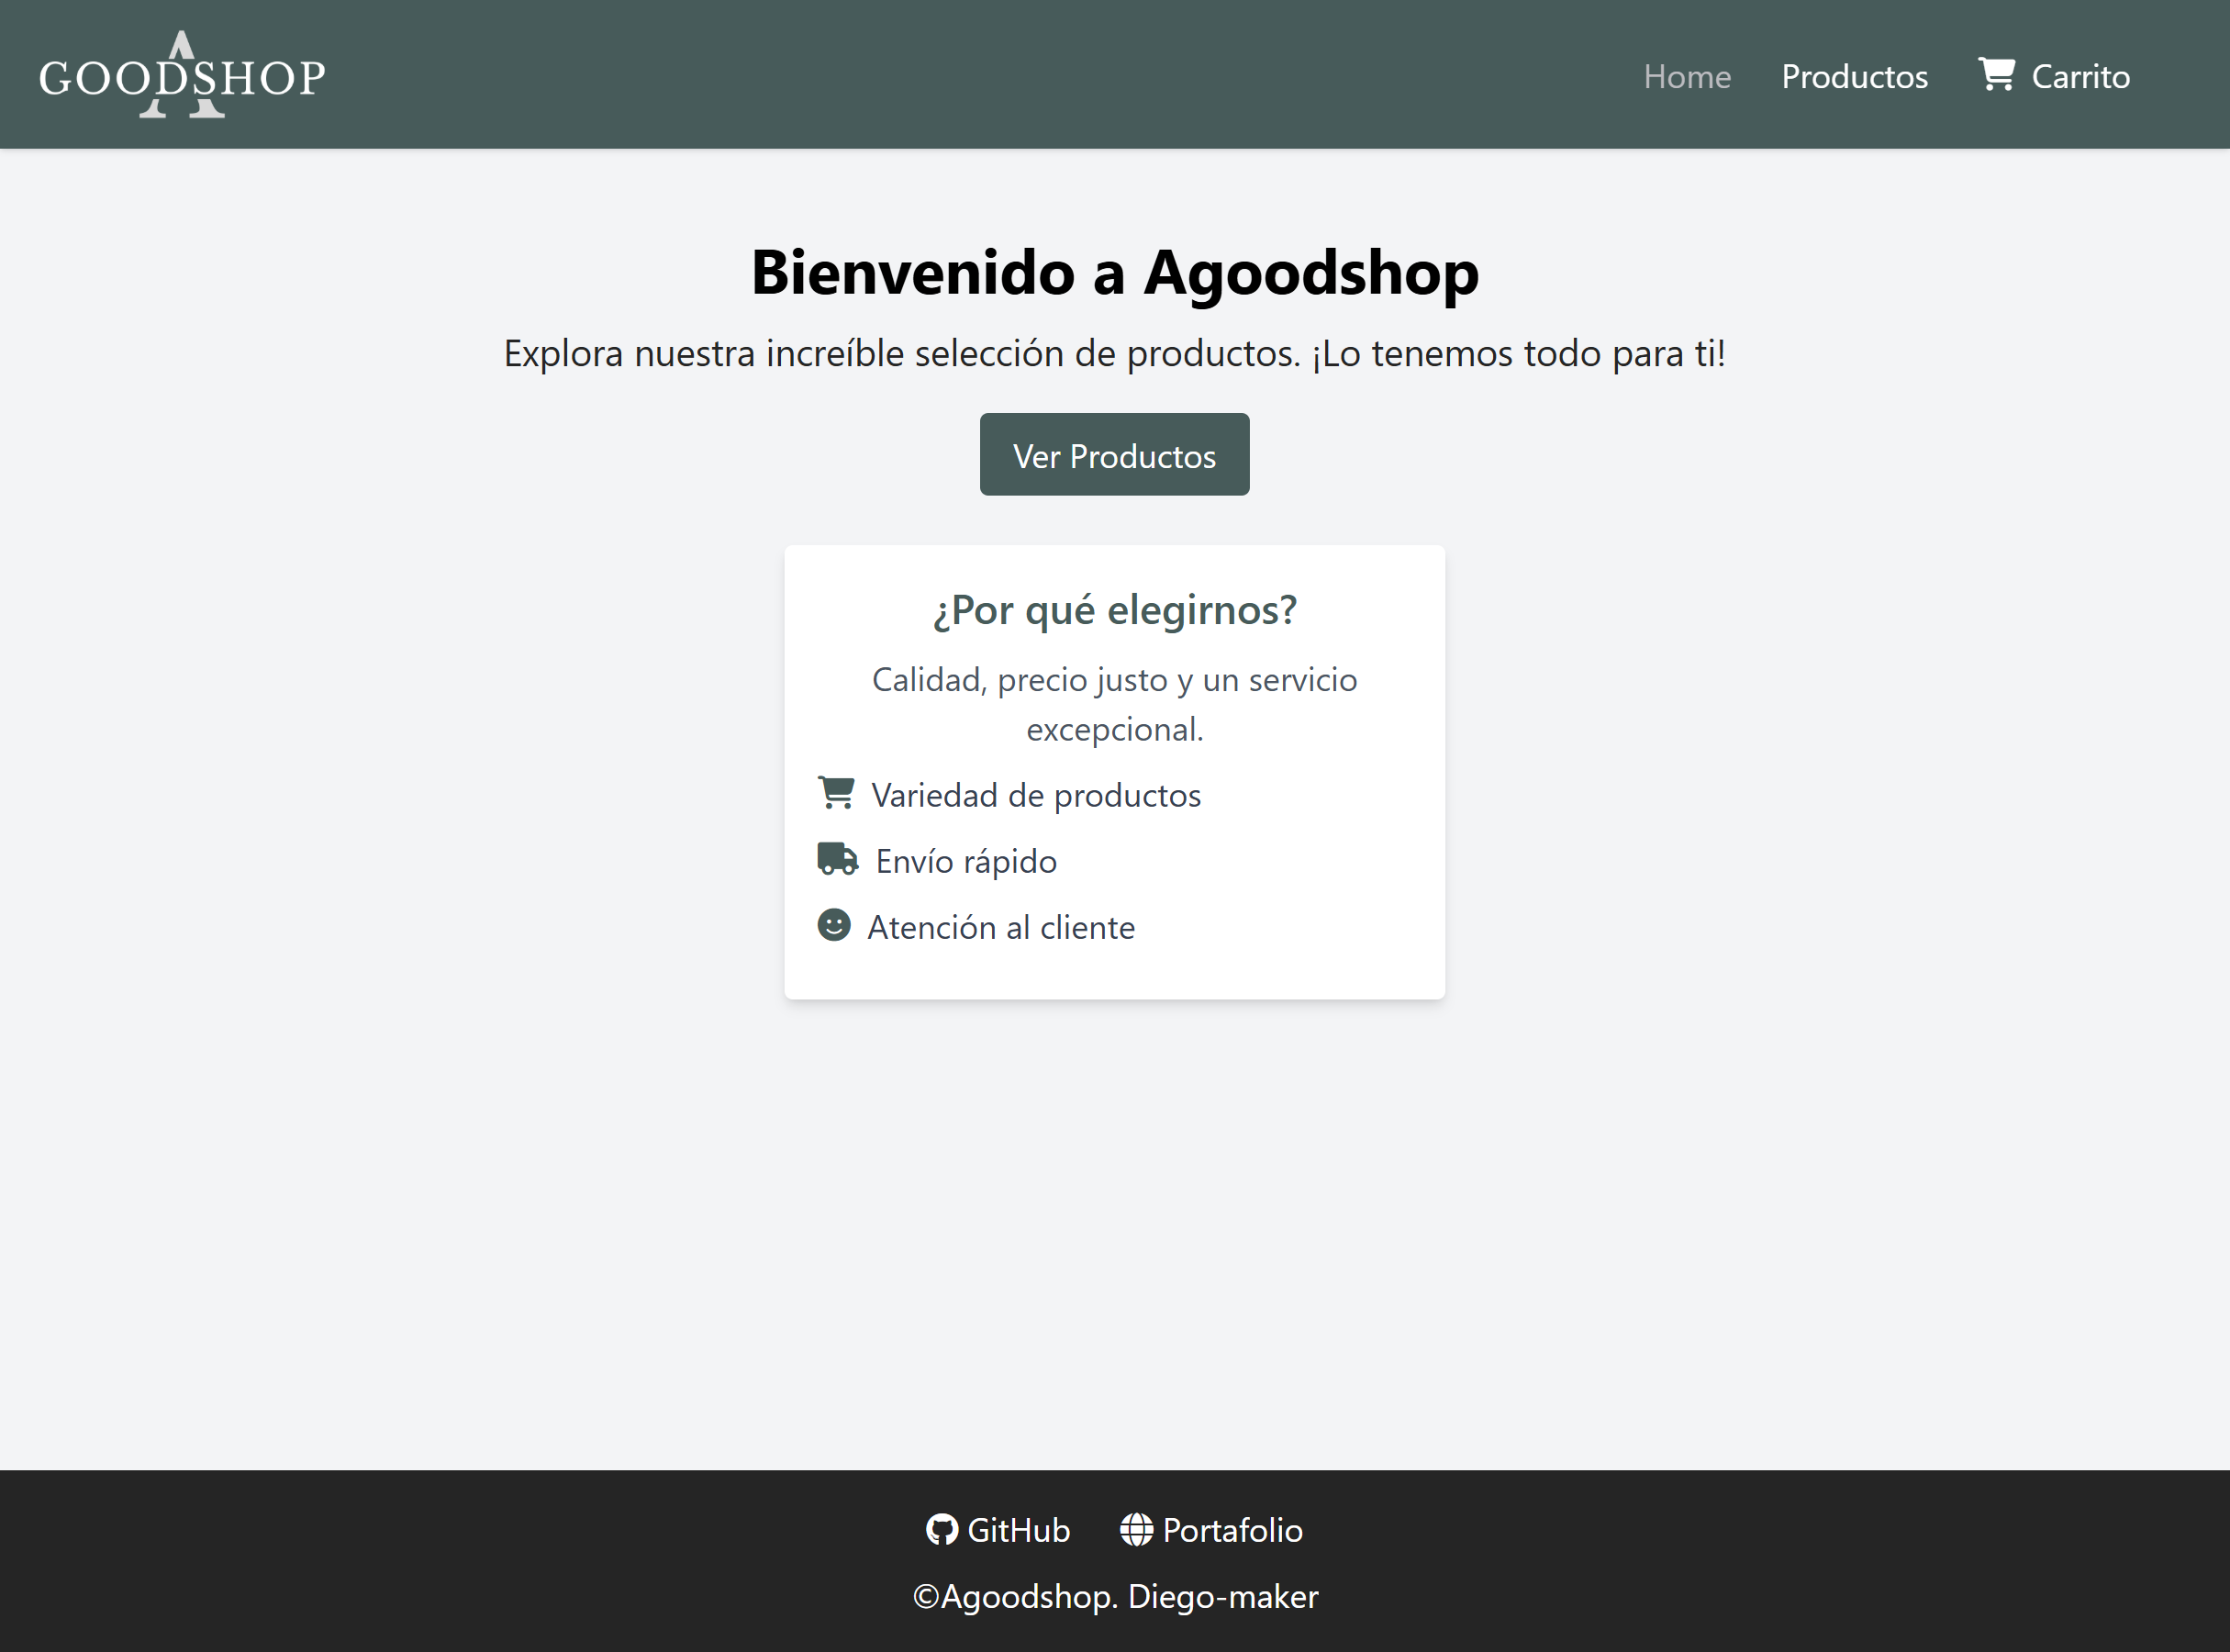 A
GOODSHOP
Home Productos Carrito
Bienvenido a Agoodshop
Explora nuestra increíble selección de productos. ¡Lo tenemos todo para ti!
Ver Productos
¿Por qué elegirnos?
Calidad, precio justo y un servicio
excepcional.
Variedad de productos
Envío rápido
Atención al cliente
GitHub Portafolio
©Agoodshop. Diego-maker